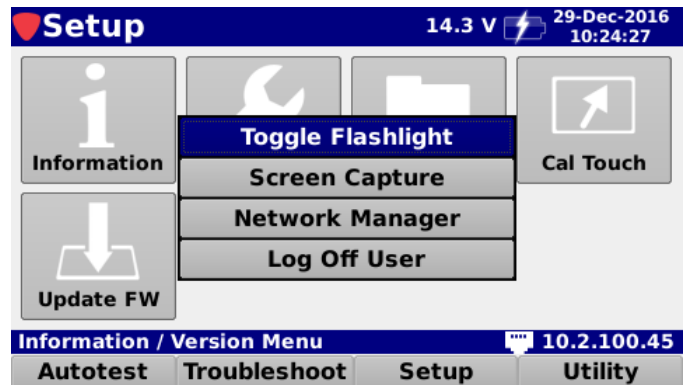 Setup
14.3 V
29-Dec-2016
10:24:27
Information
Cal Touch
Toggle Flashlight
Screen Capture
Network Manager
Log Off User
Update FW
Information / Version Menu
10.2.100.45
Autotest
Troubleshoot
Setup
Utility